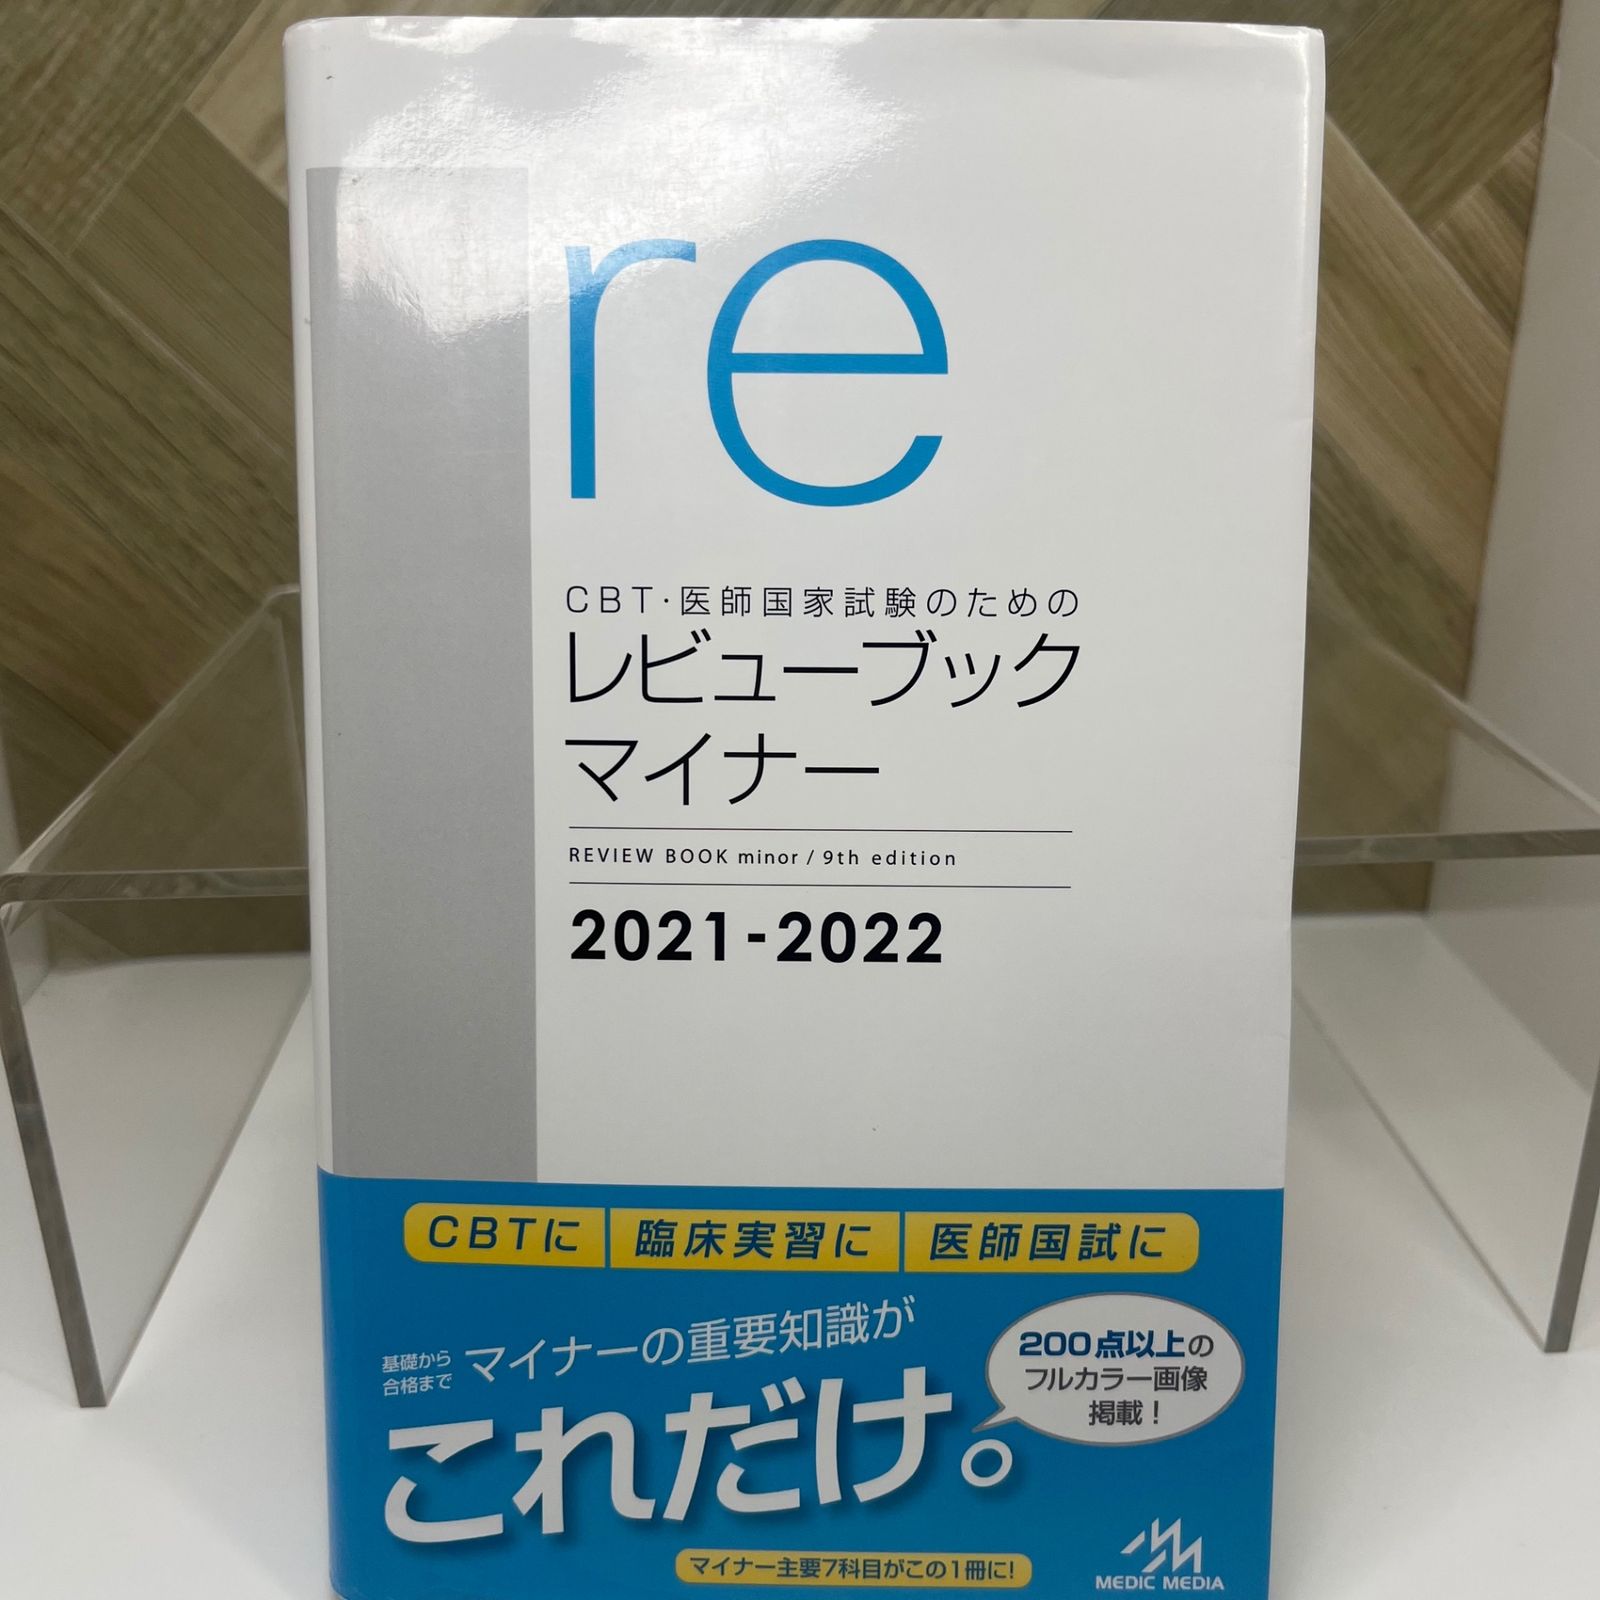 re
CBT・医師国家試験のための
レビューブック
マイナー
REVIEW BOOK minor / 9th edition
2021-2022
CBTに 臨床実習に 医師国試に
基礎から
合格まで
マイナーの重要知識が
これだけ。
200点以上の
フルカラー画像
掲載！
マイナー主要7科目がこの1冊に!
MEDIC MEDIA